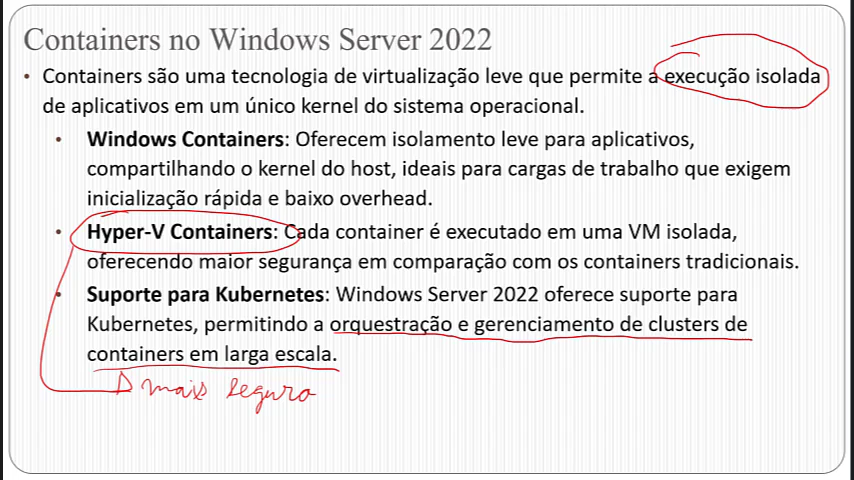 Containers no Windows Server 2022
• Containers são uma tecnologia de virtualização leve que permite a execução isolada
de aplicativos em um único kernel do sistema operacional.
• Windows Containers: Oferecem isolamento leve para aplicativos,
compartilhando o kernel do host, ideais para cargas de trabalho que exigem
inicialização rápida e baixo overhead.
• Hyper-V Containers: Cada container é executado em uma VM isolada,
oferecendo maior segurança em comparação com os containers tradicionais.
• Suporte para Kubernetes: Windows Server 2022 oferece suporte para
Kubernetes, permitindo a orquestração e gerenciamento de clusters de
containers em larga escala.
mais seguro